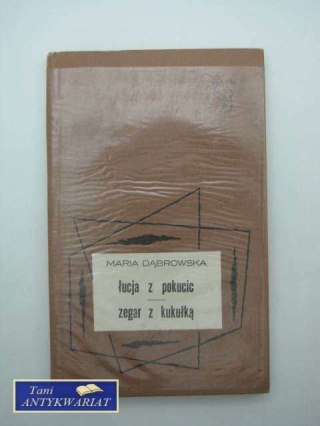 MARIA DĄBROWSKA
łucja z pokucic
zegar z kukułką
Tani
ANTYKWARIAT